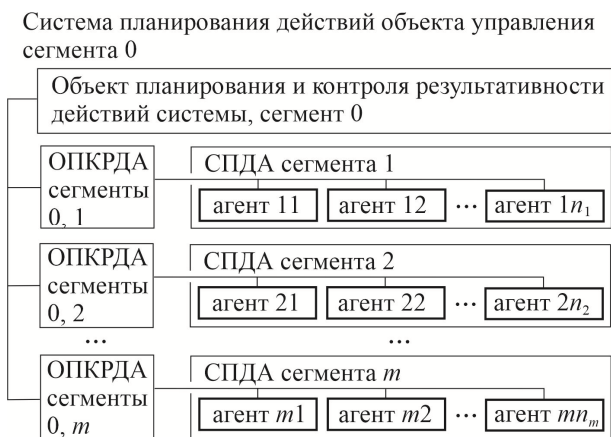 Система планирования действий объекта управления
сегмента 0
Объект планирования и контроля результативности
действий системы, сегмент 0
ОПКРДА
сегменты
0, 1
СПДА сегмента 1
агент 11 агент 12 ... агент 1n₁
ОПКРДА
сегменты
0, 2
СПДА сегмента 2
агент 21 агент 22 ... агент 2n₂
... ...
ОПКРДА
сегменты
0, m
СПДА сегмента m
агент m1 агент m2 ... агент mnₘ